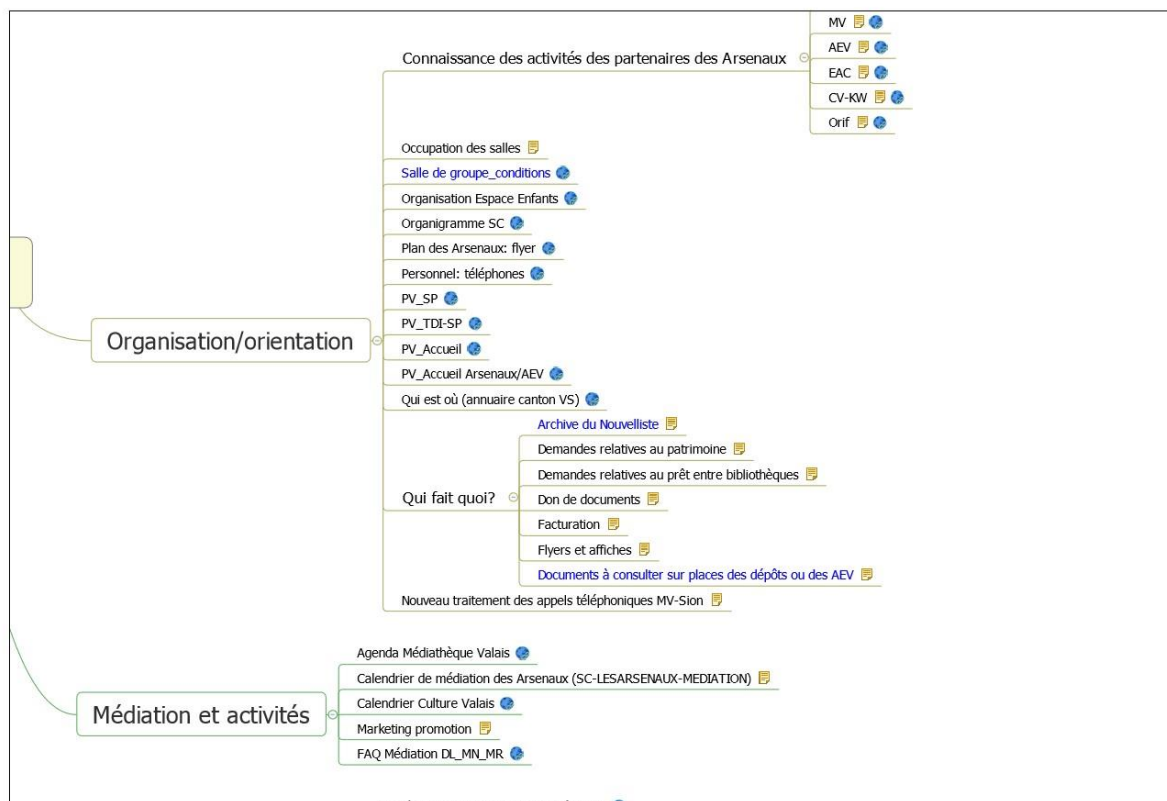 MV
AEV
Connaissance des activités des partenaires des Arsenaux
EAC
CV-KW
Orif
Occupation des salles
Salle de groupe_conditions
Organisation Espace Enfants
Organigramme SC
Plan des Arsenaux: flyer
Personnel: téléphones
PV_SP
PV_TDI-SP
Organisation/orientation
PV_Accueil
PV_Accueil Arsenaux/AEV
Qui est où (annuaire canton VS)
Archive du Nouvelliste
Demandes relatives au patrimoine
Demandes relatives au prêt entre bibliothèques
Qui fait quoi?
Don de documents
Facturation
Flyers et affiches
Documents à consulter sur places des dépôts ou des AEV
Nouveau traitement des appels téléphoniques MV-Sion
Agenda Médiathèque Valais
Calendrier de médiation des Arsenaux (SC-LESARSENAUX-MEDIATION)
Calendrier Culture Valais
Médiation et activités
Marketing promotion
FAQ Médiation DL_MN_MR